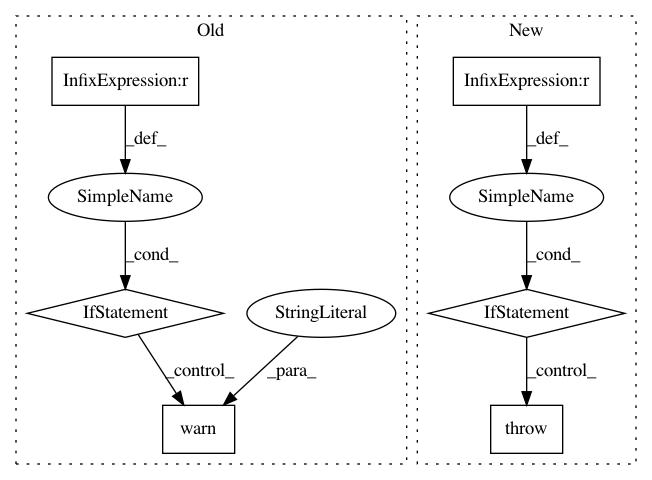 Old
New
InfixExpression:r
InfixExpression:r
_def_
_def_
SimpleName
SimpleName
_cond_
_cond_
IfStatement
StringLiteral
IfStatement
_control_
_para_
_control_
warn
throw